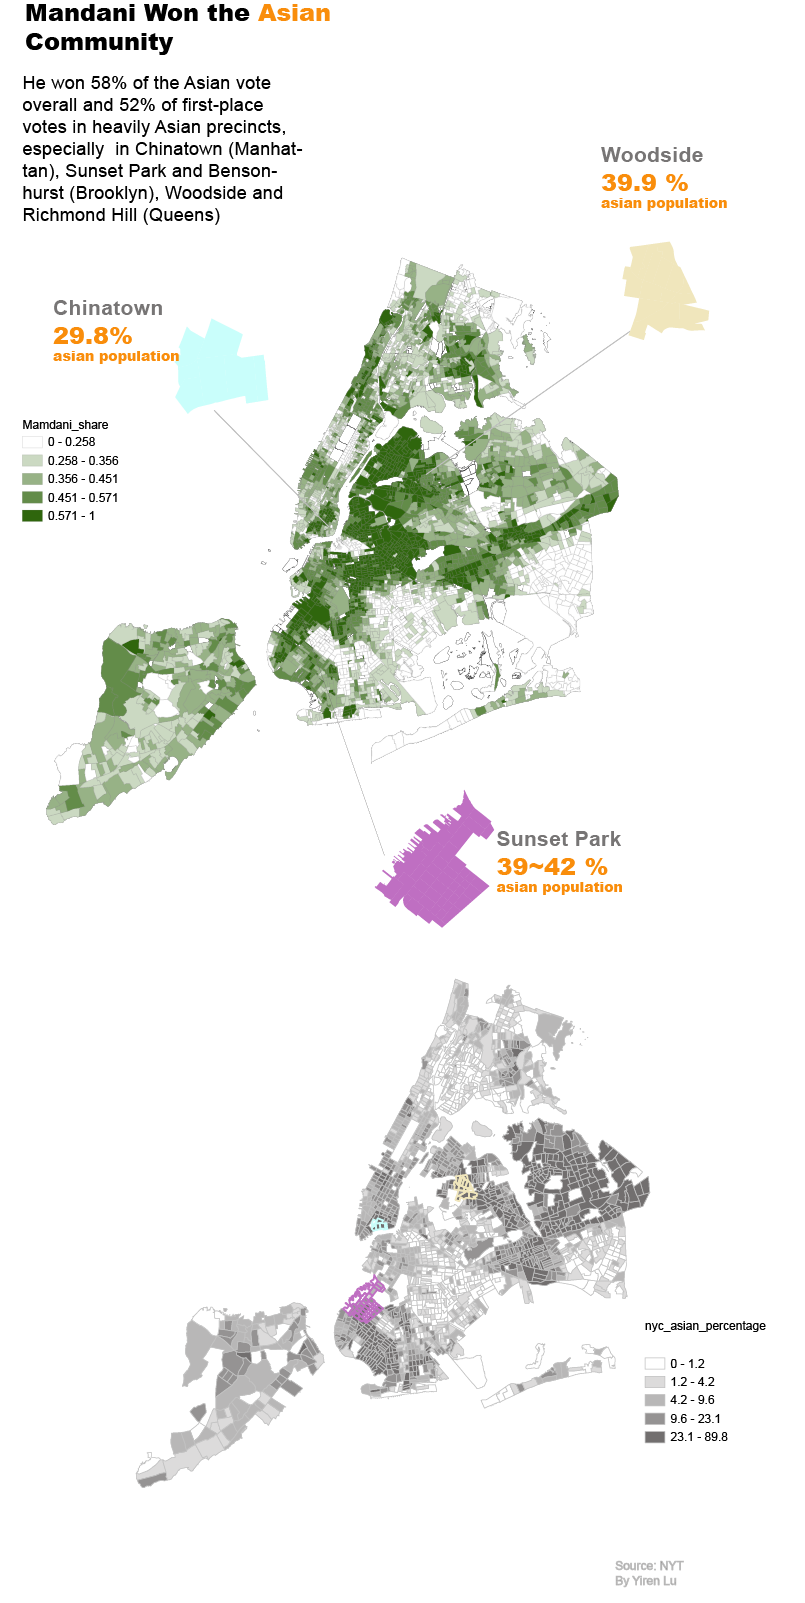 Mandani Won the Asian
Community
He won 58% of the Asian vote
overall and 52% of first-place
votes in heavily Asian precincts,
especially  in Chinatown (Manhat-
tan), Sunset Park and Benson-
hurst (Brooklyn), Woodside and
Richmond Hill (Queens)
Woodside
39.9 %
asian population
Chinatown
29.8%
asian population
Mamdani_share
0 - 0.258
0.258 - 0.356
0.356 - 0.451
0.451 - 0.571
0.571 - 1
Sunset Park
39~42 %
asian population
nyc_asian_percentage
0 - 1.2
1.2 - 4.2
4.2 - 9.6
9.6 - 23.1
23.1 - 89.8
Source: NYT
By Yiren Lu